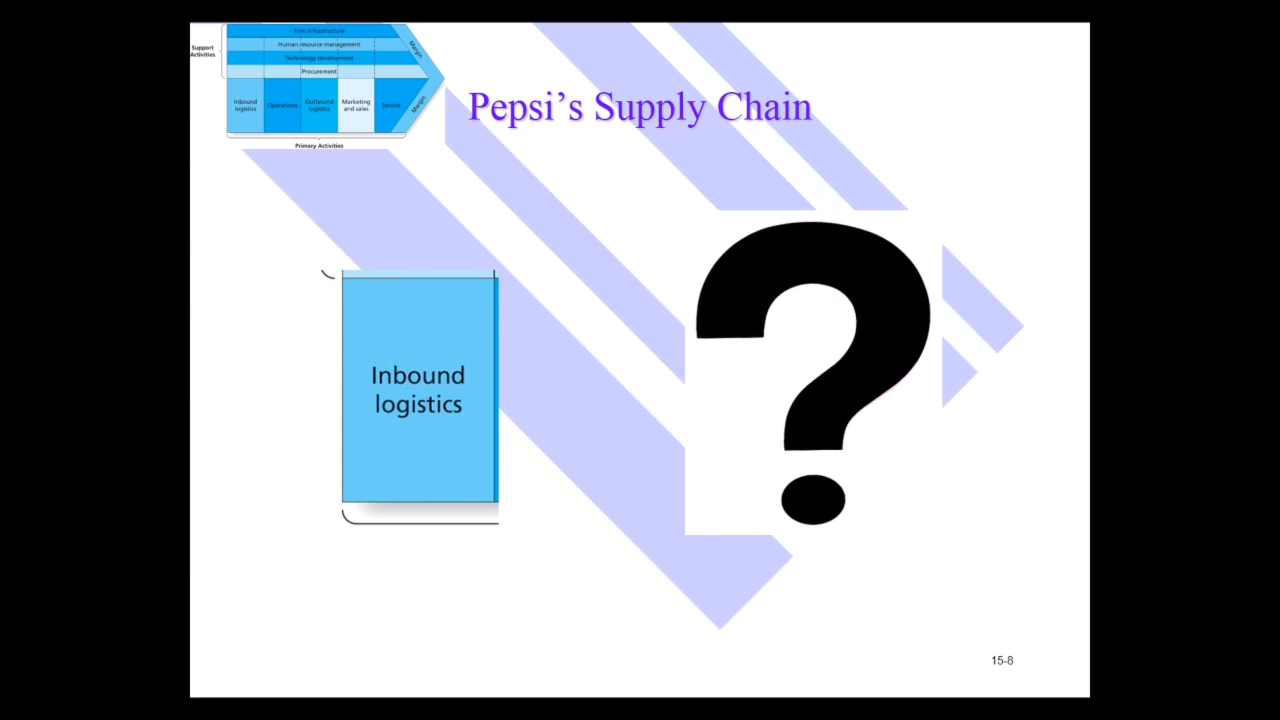 Support
Activities
Firm infrastructure
Human resource management
Technology development
Procurement
Margin
Inbound
logistics
Operations
Outbound
logistics
Marketing
and sales
Service
Margin
Primary Activities
Pepsi’s Supply Chain
Inbound
logistics
?
15-8